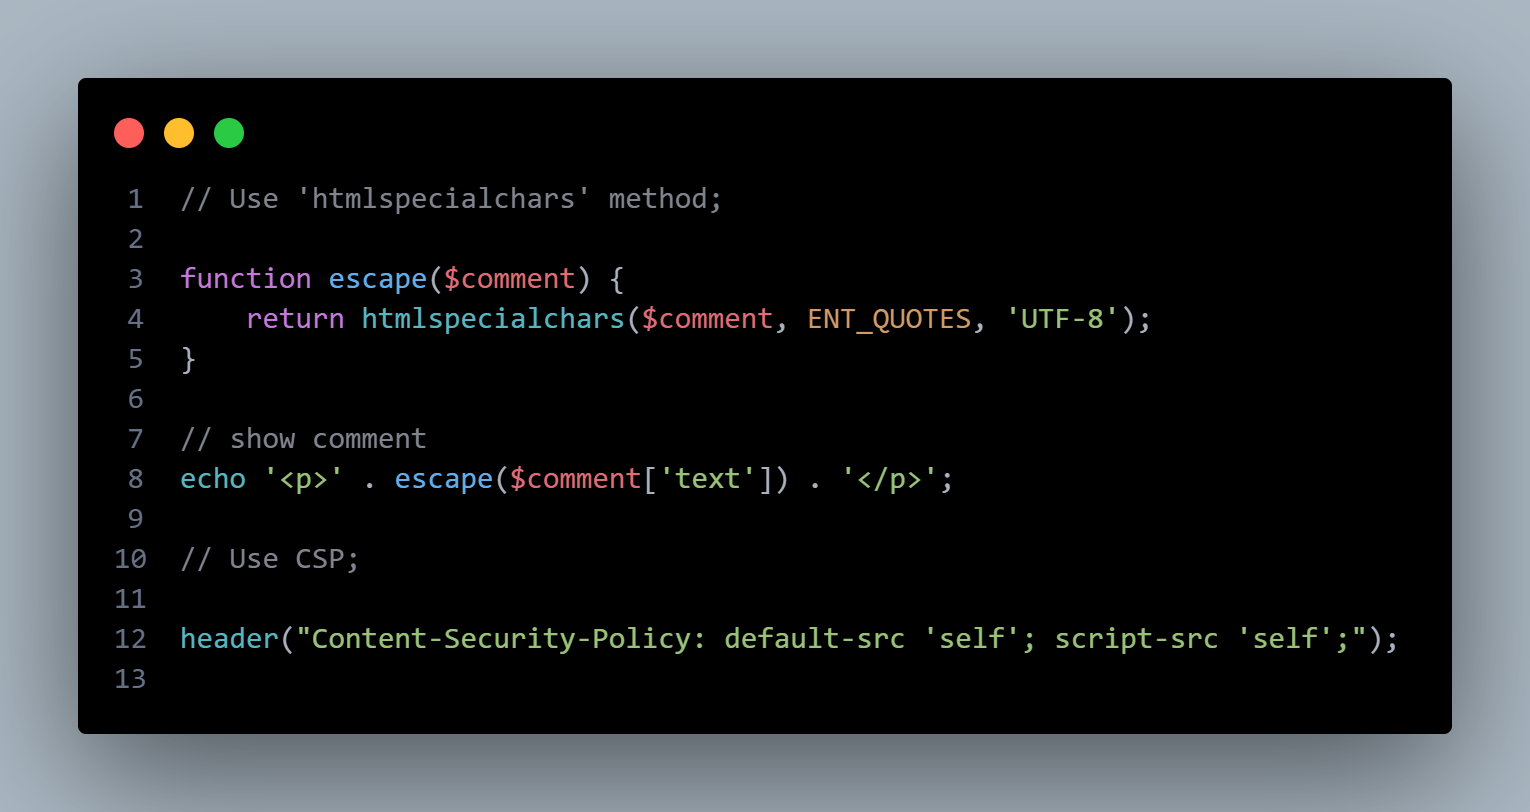 1 // Use 'htmlspecialchars' method;
2
3 function escape($comment) {
4     return htmlspecialchars($comment, ENT_QUOTES, 'UTF-8');
5 }
6
7 // show comment
8 echo '<p>' . escape($comment['text']) . '</p>';
9
10 // Use CSP;
11
12 header("Content-Security-Policy: default-src 'self'; script-src 'self';");
13